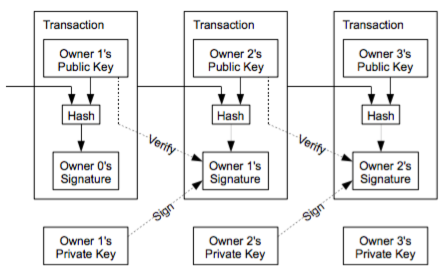 Transaction
Owner 1's
Public Key
Hash
Owner 0's
Signature
Transaction
Owner 2's
Public Key
Hash
Verify
Owner 1's
Signature
Transaction
Owner 3's
Public Key
Hash
Verify
Owner 2's
Signature
Owner 1's
Private Key
Sign
Owner 2's
Private Key
Sign
Owner 3's
Private Key